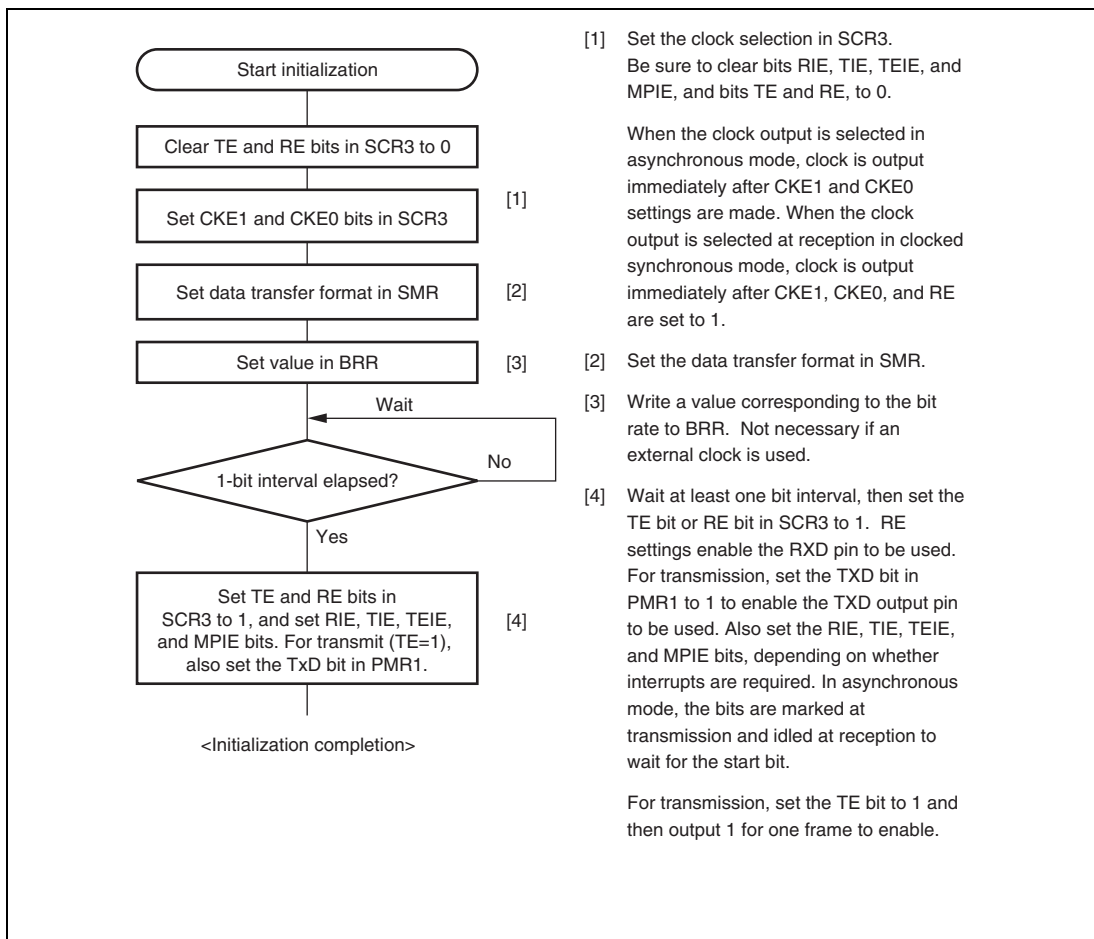 Start initialization
Clear TE and RE bits in SCR3 to 0
Set CKE1 and CKE0 bits in SCR3
[1]
Set data transfer format in SMR
[2]
Set value in BRR
[3]
Wait
1-bit interval elapsed?
No
Yes
Set TE and RE bits in
SCR3 to 1, and set RIE, TIE, TEIE,
and MPIE bits. For transmit (TE=1),
also set the TxD bit in PMR1.
[4]
<Initialization completion>
[1] Set the clock selection in SCR3.
Be sure to clear bits RIE, TIE, TEIE, and
MPIE, and bits TE and RE, to 0.
When the clock output is selected in
asynchronous mode, clock is output
immediately after CKE1 and CKE0
settings are made. When the clock
output is selected at reception in clocked
synchronous mode, clock is output
immediately after CKE1, CKE0, and RE
are set to 1.
[2] Set the data transfer format in SMR.
[3] Write a value corresponding to the bit
rate to BRR. Not necessary if an
external clock is used.
[4] Wait at least one bit interval, then set the
TE bit or RE bit in SCR3 to 1. RE
settings enable the RXD pin to be used.
For transmission, set the TXD bit in
PMR1 to 1 to enable the TXD output pin
to be used. Also set the RIE, TIE, TEIE,
and MPIE bits, depending on whether
interrupts are required. In asynchronous
mode, the bits are marked at
transmission and idled at reception to
wait for the start bit.
For transmission, set the TE bit to 1 and
then output 1 for one frame to enable.